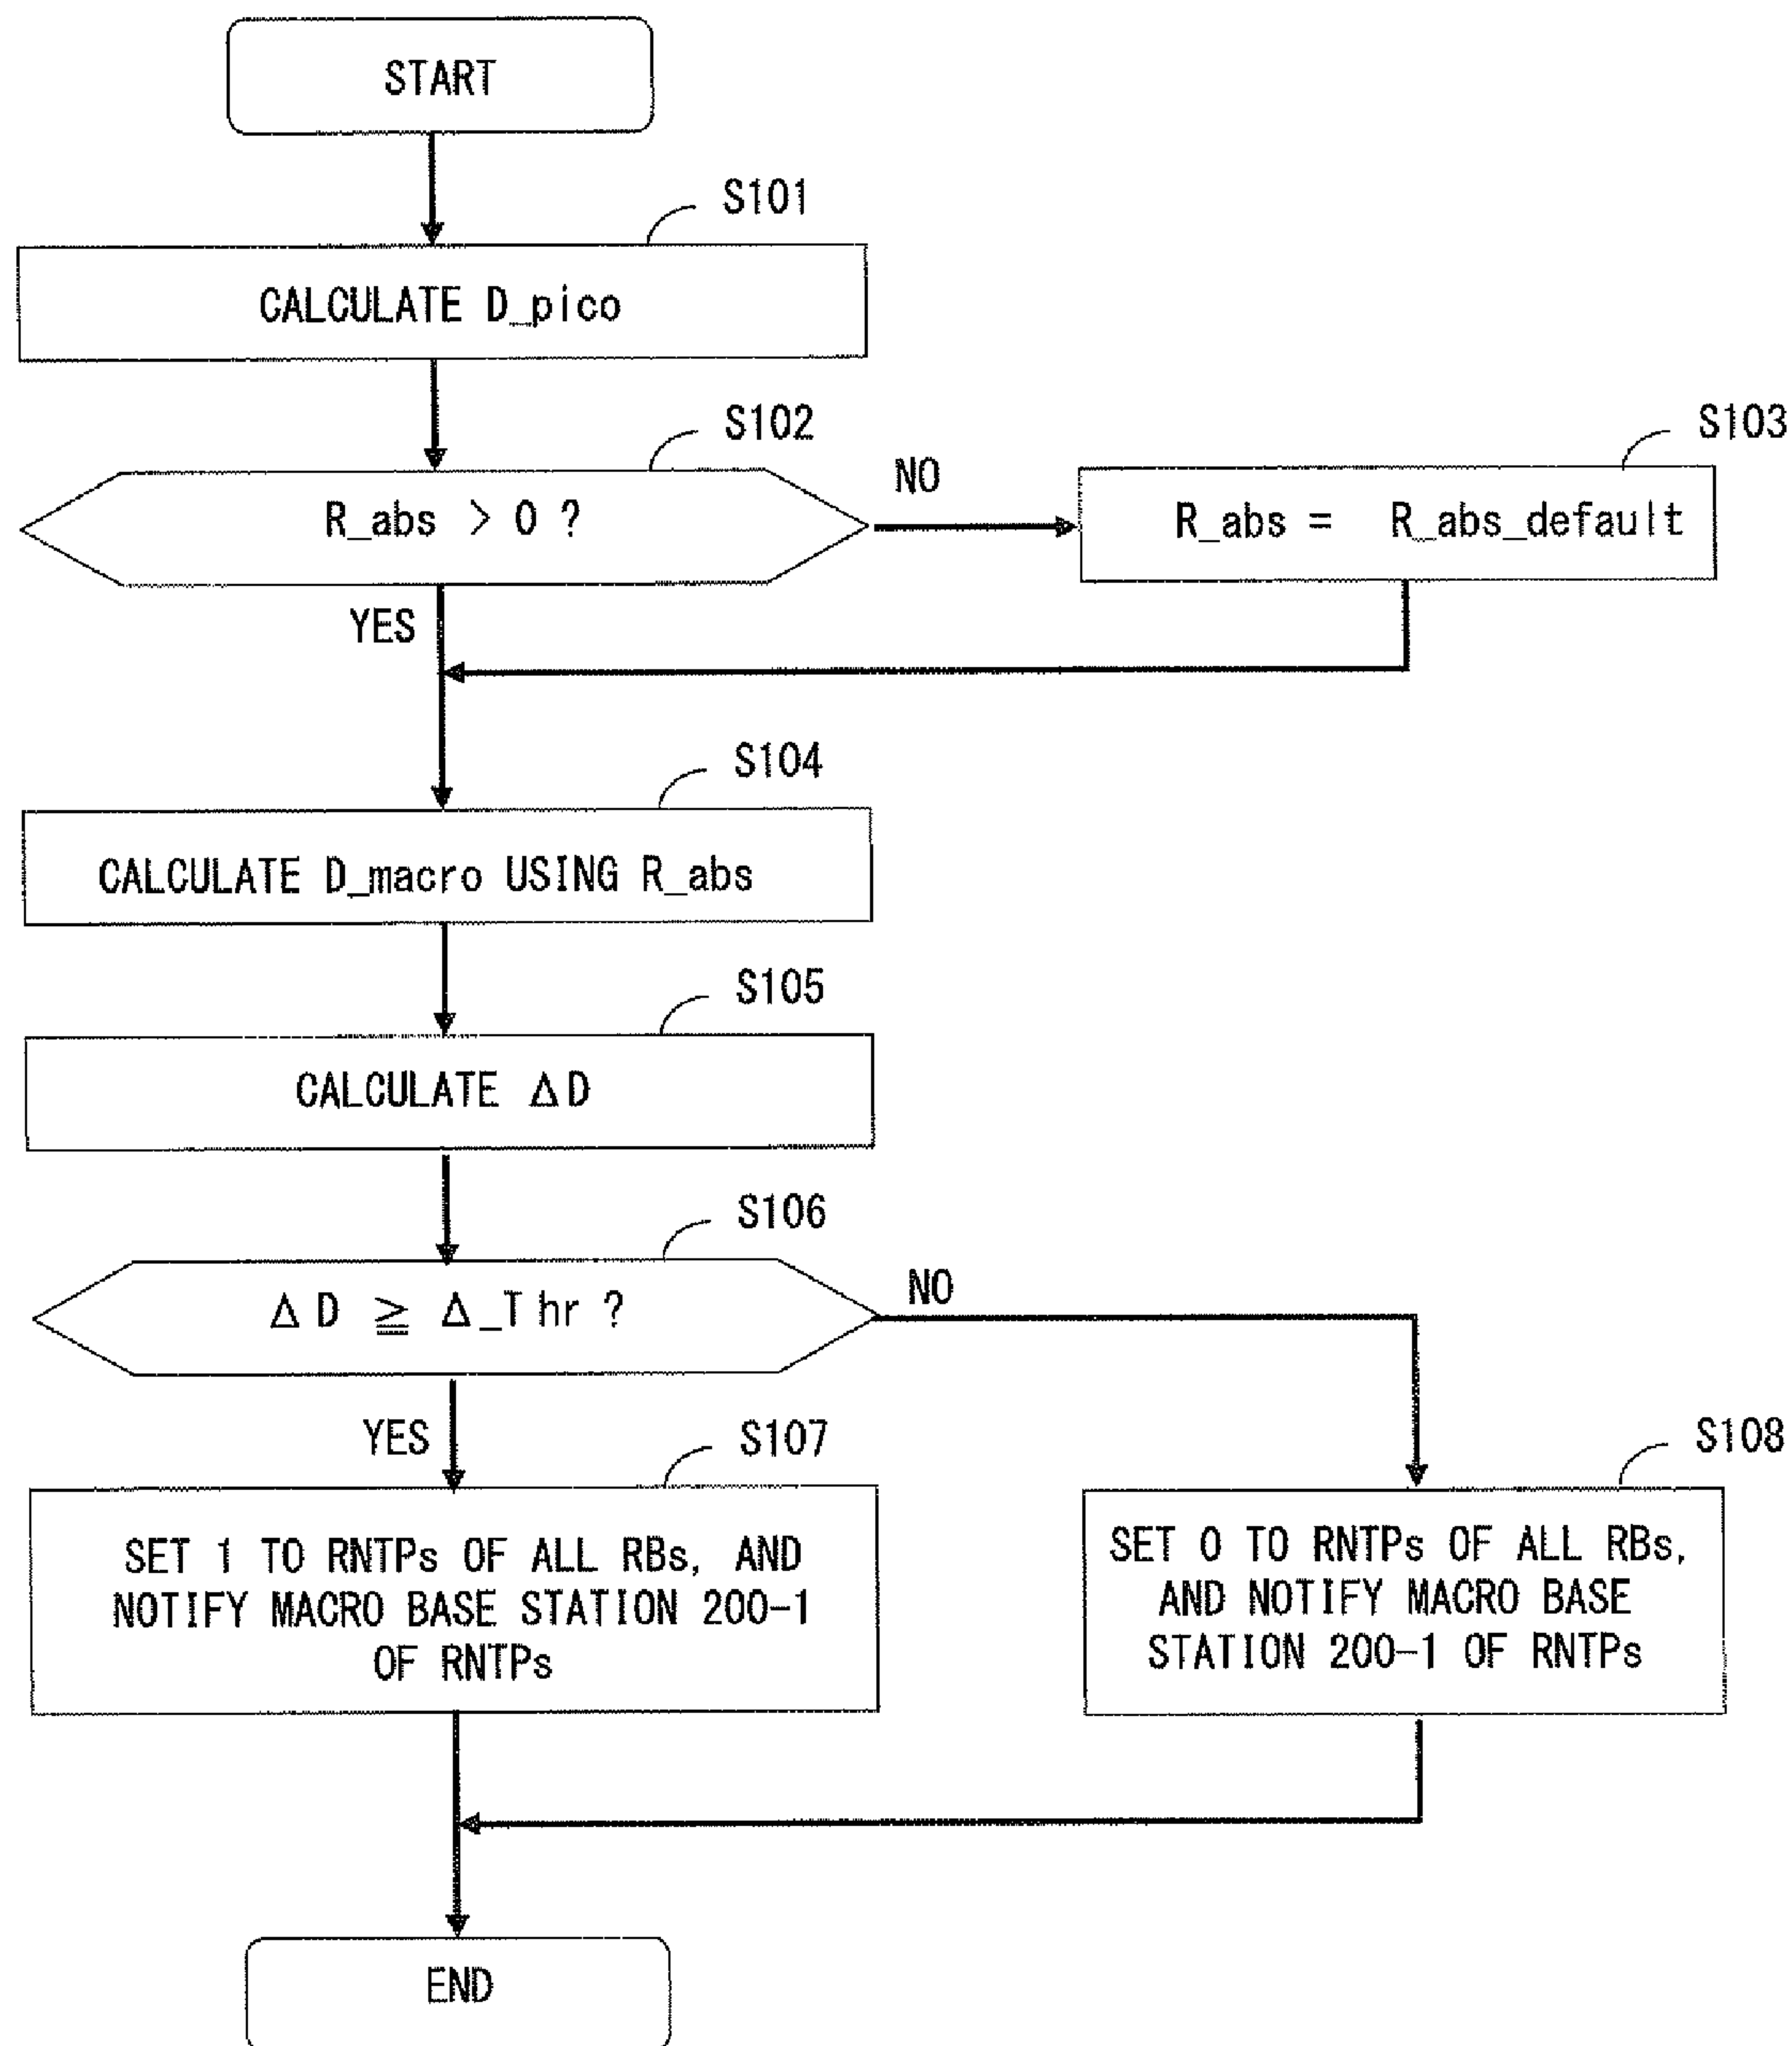 START
S101
CALCULATE D_pico
S102
R_abs > 0 ?
NO
S103
R_abs = R_abs_default
YES
S104
CALCULATE D_macro USING R_abs
S105
CALCULATE ΔD
S106
ΔD ≧ Δ_Thr ?
NO
YES
S107
SET 1 TO RNTPs OF ALL RBs, AND
NOTIFY MACRO BASE STATION 200-1
OF RNTPs
S108
SET 0 TO RNTPs OF ALL RBs,
AND NOTIFY MACRO BASE
STATION 200-1 OF RNTPs
END